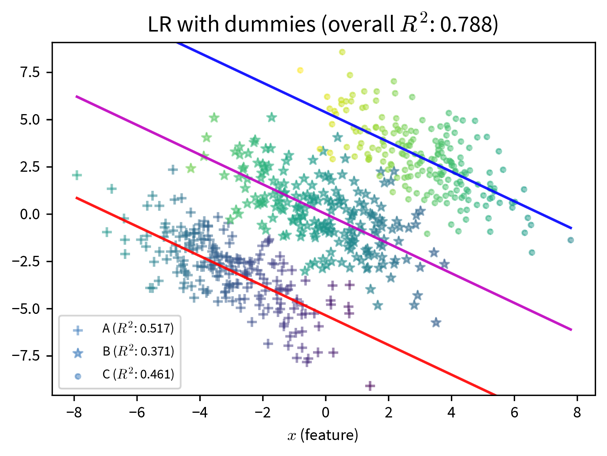 LR with dummies (overall R²: 0.788)
7.5
5.0
2.5
0.0
−2.5
−5.0
−7.5
A (R²: 0.517)
B (R²: 0.371)
C (R²: 0.461)
−8 −6 −4 −2 0 2 4 6 8
x (feature)